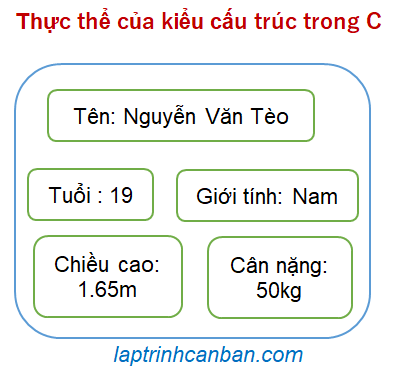 Thực thể của kiểu cấu trúc trong C
Tên: Nguyễn Văn Tèo
Tuổi : 19
Giới tính: Nam
Chiều cao:
1.65m
Cân nặng:
50kg
laptrinhcanban.com